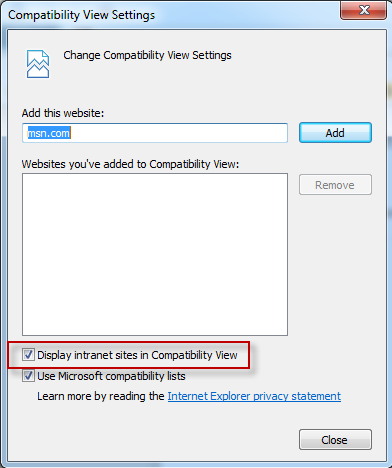 Compatibility View Settings
Change Compatibility View Settings
Add this website:
msn.com
Add
Websites you've added to Compatibility View:
Remove
Display intranet sites in Compatibility View
Use Microsoft compatibility lists
Learn more by reading the Internet Explorer privacy statement
Close